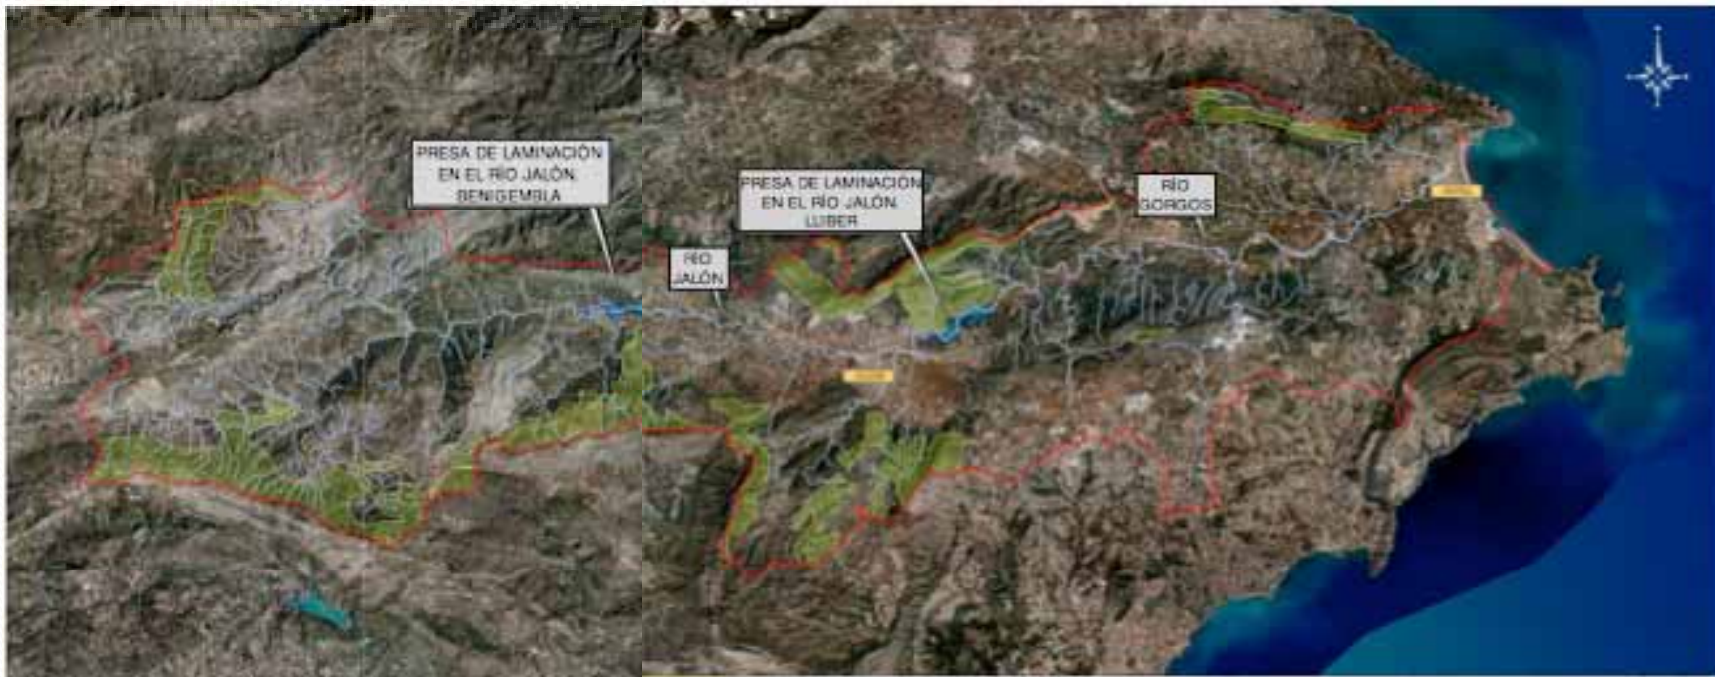 PRESA DE LAMINACIÓN
EN EL RÍO JALÓN.
BENIGEMBLA
PRESA DE LAMINACIÓN
EN EL RÍO JALÓN.
LLIBER
RÍO
JALÓN
RÍO
GORGOS